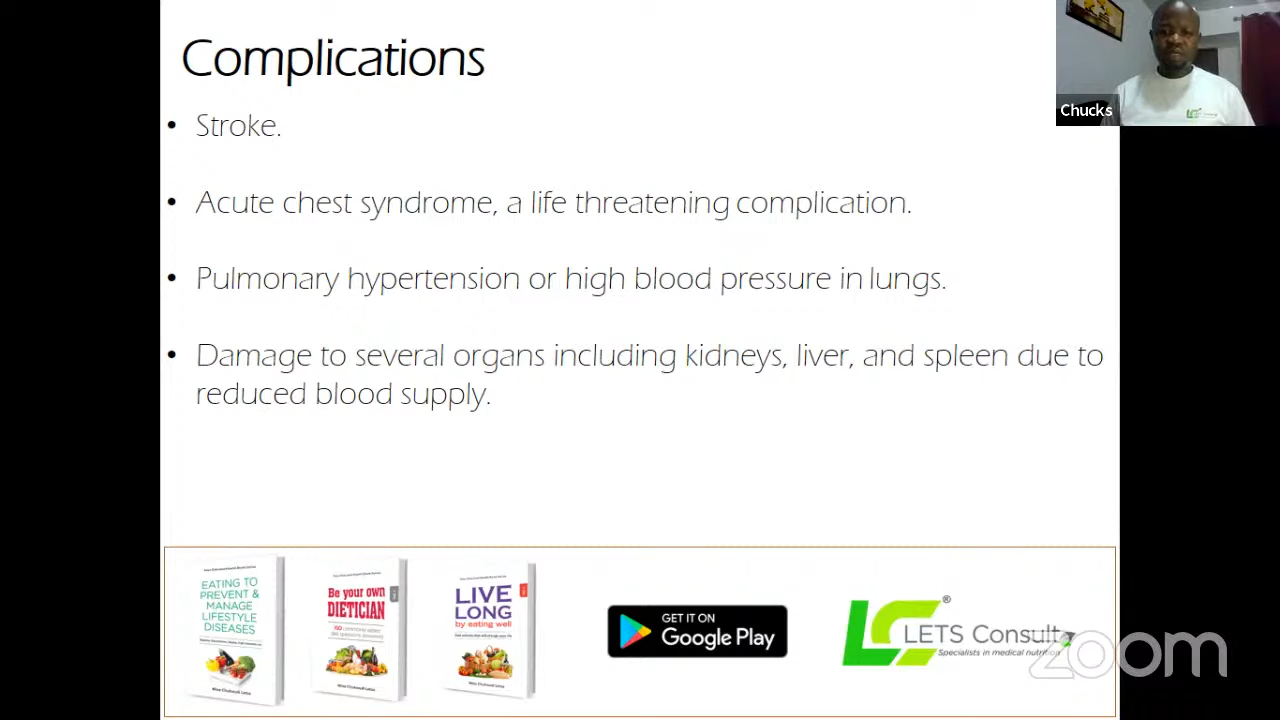 Complications
• Stroke.
• Acute chest syndrome, a life threatening complication.
• Pulmonary hypertension or high blood pressure in lungs.
• Damage to several organs including kidneys, liver, and spleen due to
reduced blood supply.
Chucks
LC
EATING TO
PREVENT &
MANAGE
LIFESTYLE
DISEASES
Be your own
DIETICIAN
LIVE
LONG
by eating well
GET IT ON
Google Play
LC®
LETS Consult
Specialists in medical nutrition
zoom